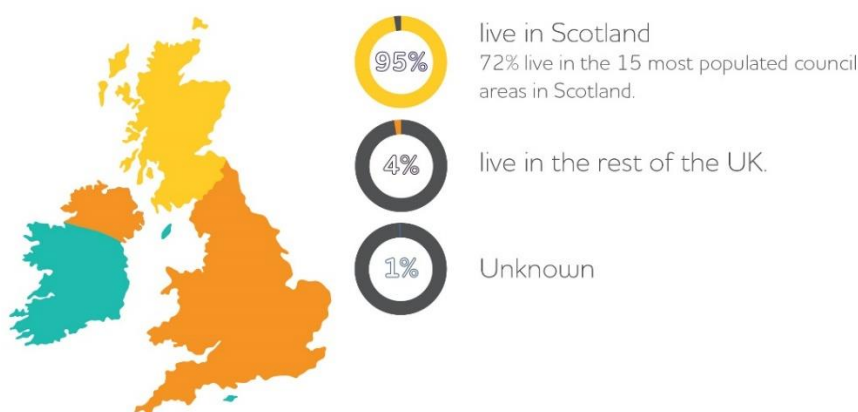 95%
live in Scotland
72% live in the 15 most populated council
areas in Scotland.
4%
live in the rest of the UK.
1%
Unknown